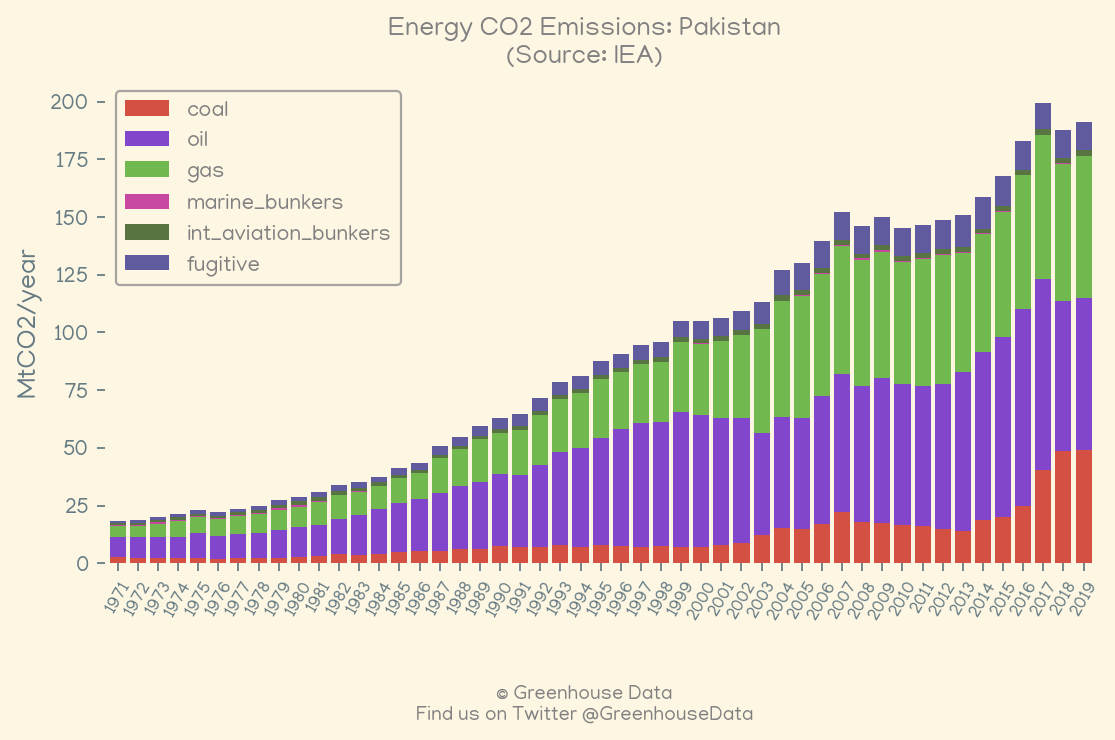 Energy CO2 Emissions: Pakistan
(Source: IEA)
MtCO2/year
200
175
150
125
100
75
50
25
0
coal
oil
gas
marine_bunkers
int_aviation_bunkers
fugitive
1971 1972 1973 1974 1975 1976 1977 1978 1979 1980 1981 1982 1983 1984 1985 1986 1987 1988 1989 1990 1991 1992 1993 1994 1995 1996 1997 1998 1999 2000 2001 2002 2003 2004 2005 2006 2007 2008 2009 2010 2011 2012 2013 2014 2015 2016 2017 2018 2019
© Greenhouse Data
Find us on Twitter @GreenhouseData